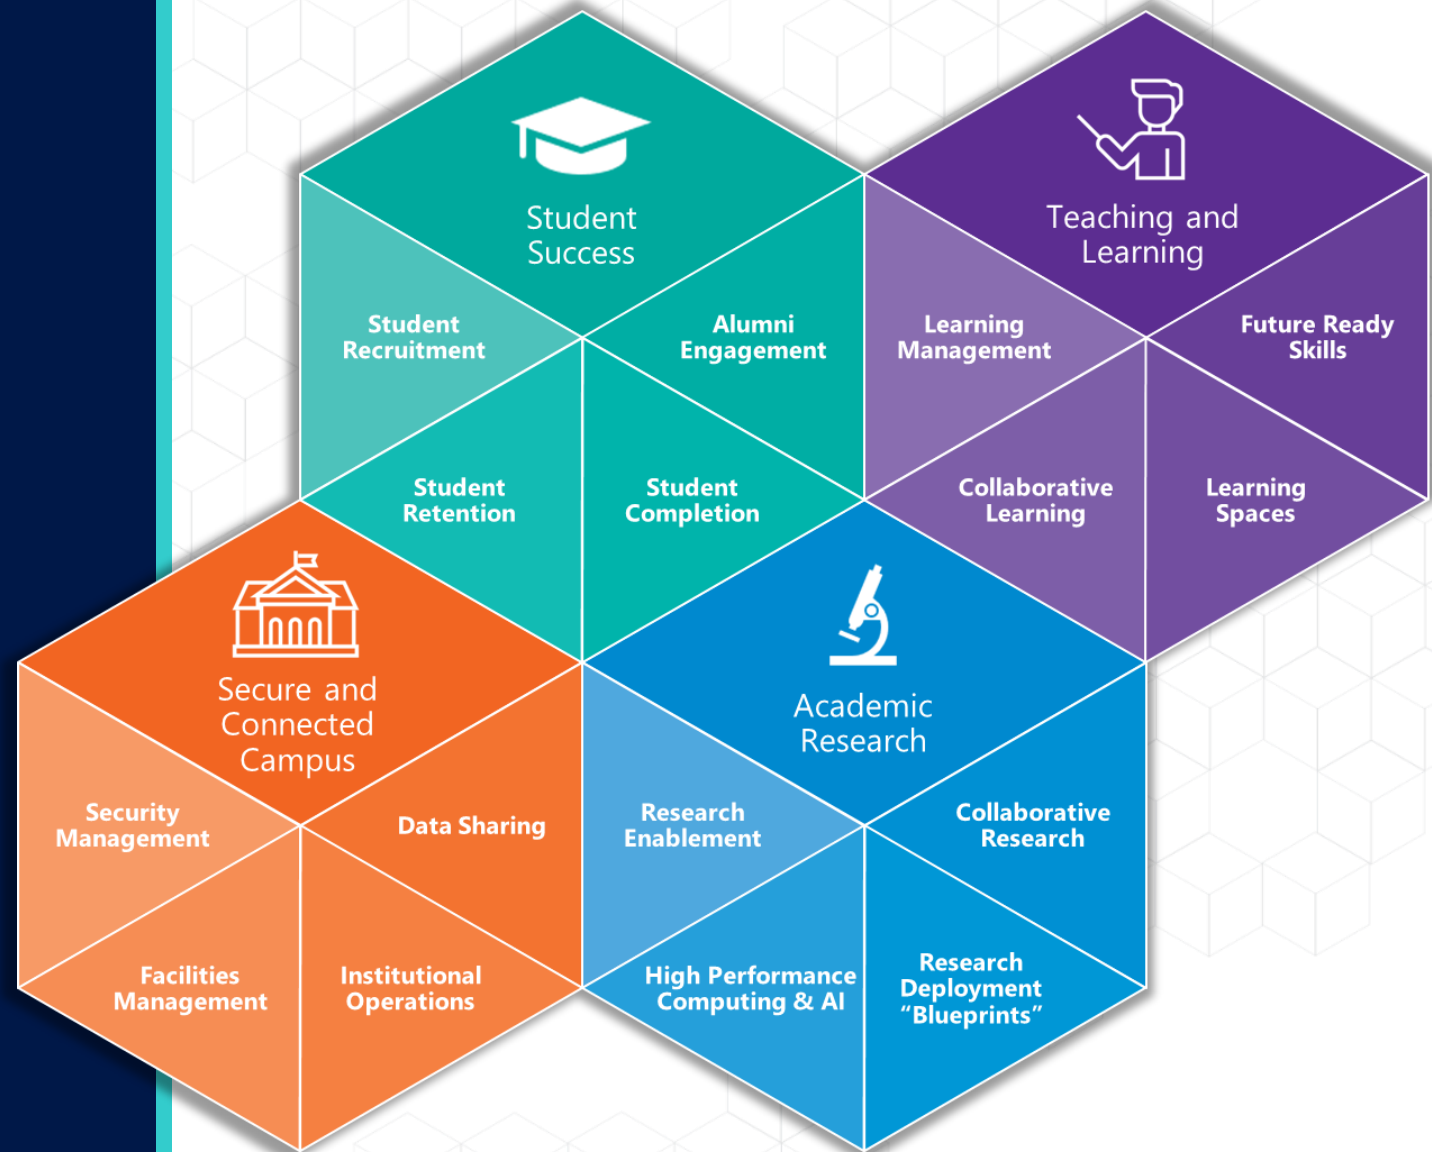 Student
Success
Student
Recruitment
Alumni
Engagement
Student
Retention
Student
Completion
Teaching and
Learning
Learning
Management
Future Ready
Skills
Collaborative
Learning
Learning
Spaces
Secure and
Connected
Campus
Security
Management
Data Sharing
Facilities
Management
Institutional
Operations
Academic
Research
Research
Enablement
Collaborative
Research
High Performance
Computing & AI
Research
Deployment
“Blueprints”